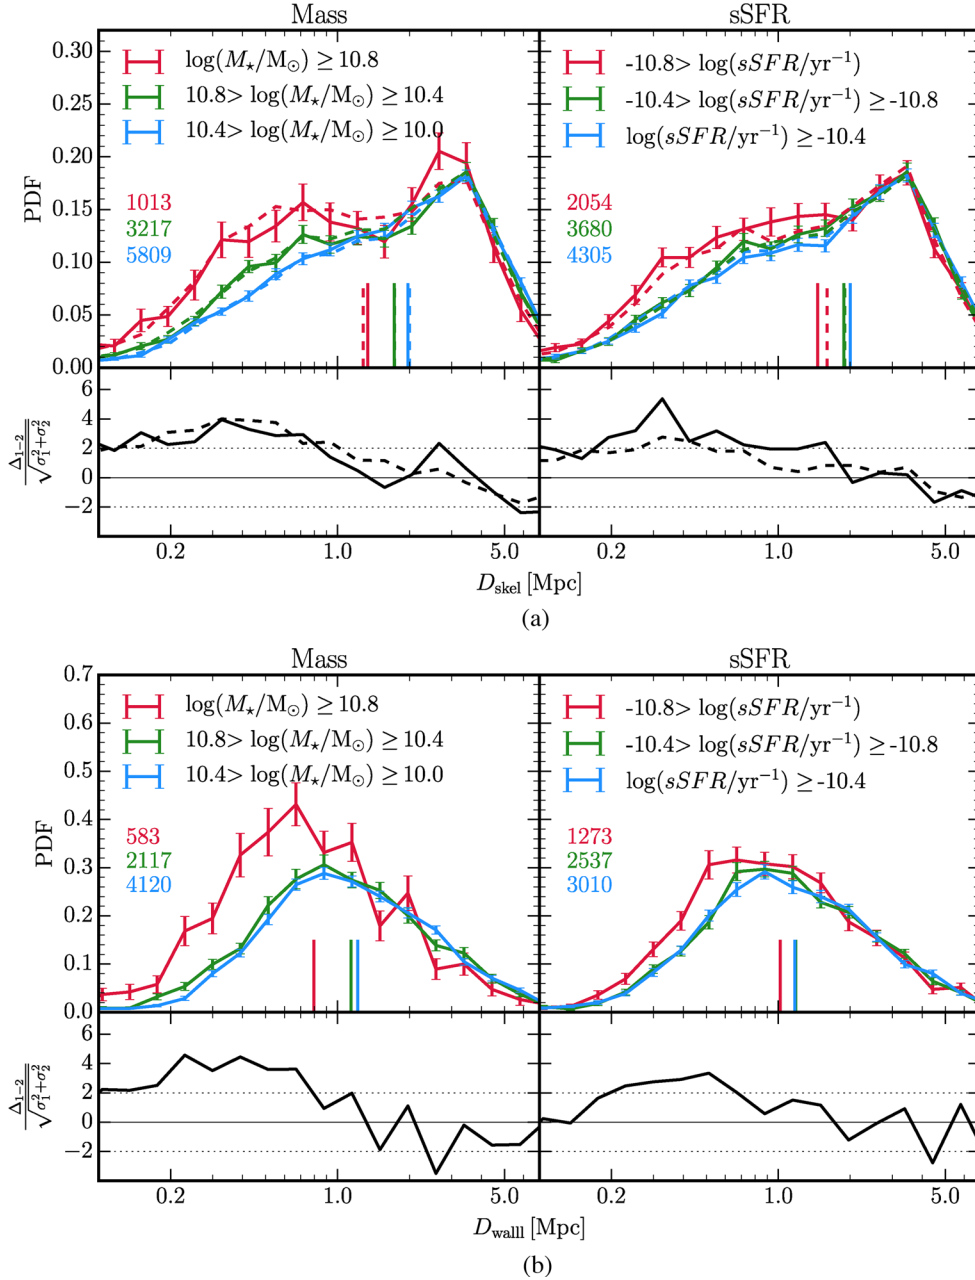 Mass
sSFR
PDF
0.30
0.25
0.20
0.15
0.10
0.05
0.00
log(M⋆/M⊙) ≥ 10.8
10.8> log(M⋆/M⊙) ≥ 10.4
10.4> log(M⋆/M⊙) ≥ 10.0
1013
3217
5809
-10.8> log(sSFR/yr⁻¹)
-10.4> log(sSFR/yr⁻¹) ≥ -10.8
log(sSFR/yr⁻¹) ≥ -10.4
2054
3680
4305
Δ₁₋₂/√σ₁²+σ₂²
6
4
2
0
−2
0.2
1.0
5.0
0.2
1.0
5.0
D_skel [Mpc]
(a)
Mass
sSFR
PDF
0.7
0.6
0.5
0.4
0.3
0.2
0.1
0.0
log(M⋆/M⊙) ≥ 10.8
10.8> log(M⋆/M⊙) ≥ 10.4
10.4> log(M⋆/M⊙) ≥ 10.0
583
2117
4120
-10.8> log(sSFR/yr⁻¹)
-10.4> log(sSFR/yr⁻¹) ≥ -10.8
log(sSFR/yr⁻¹) ≥ -10.4
1273
2537
3010
Δ₁₋₂/√σ₁²+σ₂²
6
4
2
0
−2
0.2
1.0
5.0
0.2
1.0
5.0
D_walll [Mpc]
(b)